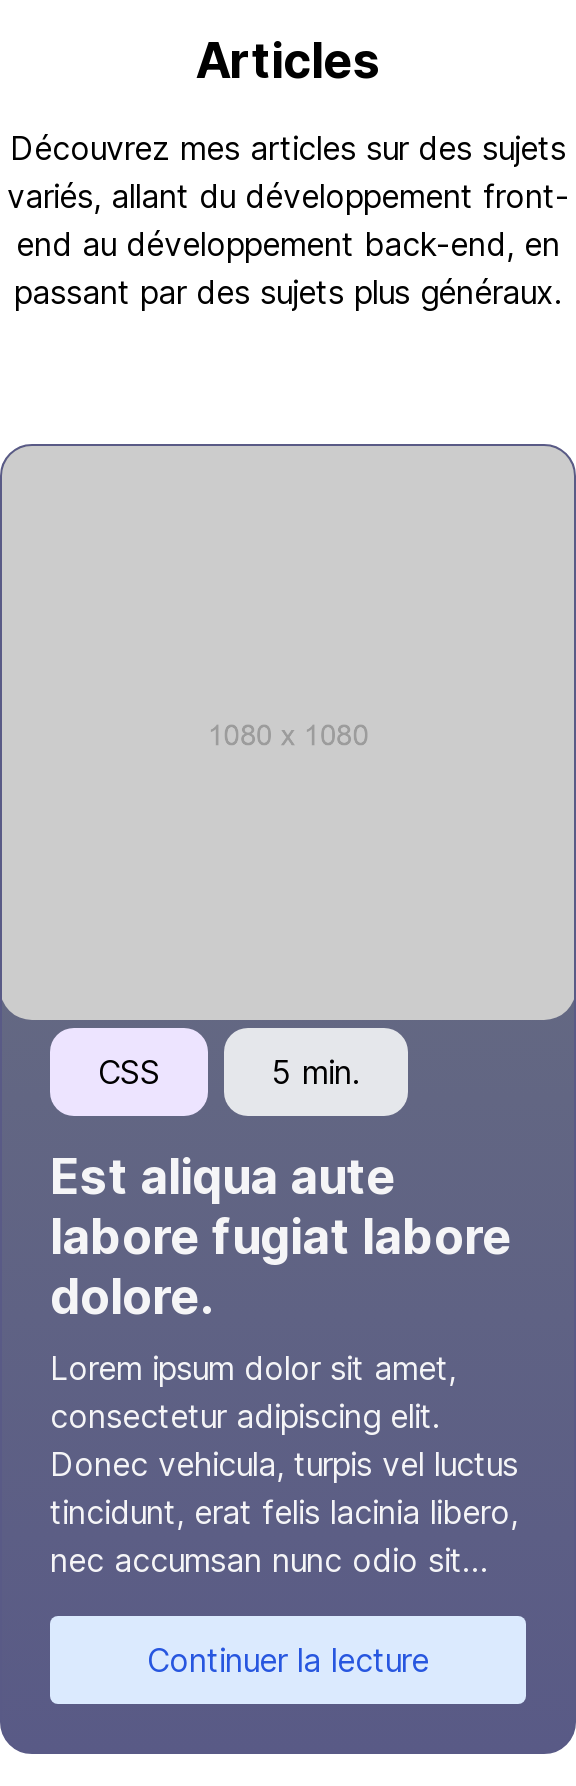 Articles
Découvrez mes articles sur des sujets
variés, allant du développement front-
end au développement back-end, en
passant par des sujets plus généraux.
1080 x 1080
CSS
5 min.
Est aliqua aute
labore fugiat labore
dolore.
Lorem ipsum dolor sit amet,
consectetur adipiscing elit.
Donec vehicula, turpis vel luctus
tincidunt, erat felis lacinia libero,
nec accumsan nunc odio sit...
Continuer la lecture